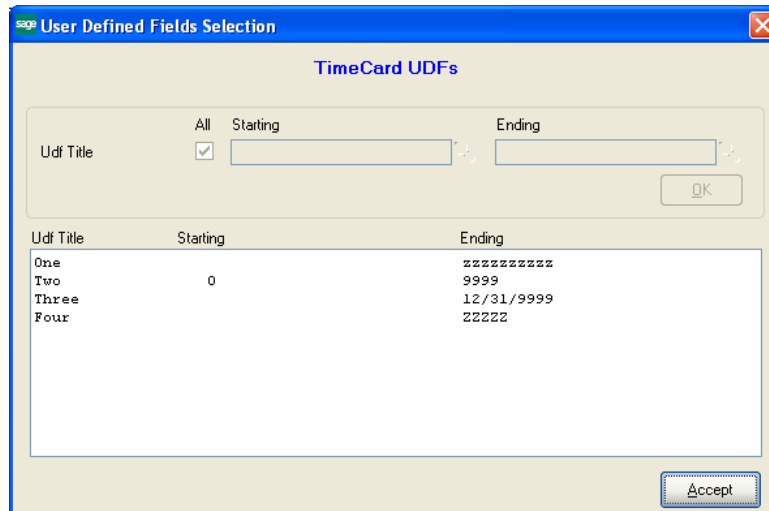 sage User Defined Fields Selection
TimeCard UDFs
All Starting Ending
Udf Title
OK
Udf Title Starting Ending
One zzzzzzzzzz
Two 0 9999
Three 12/31/9999
Four ZZZZZ
Accept